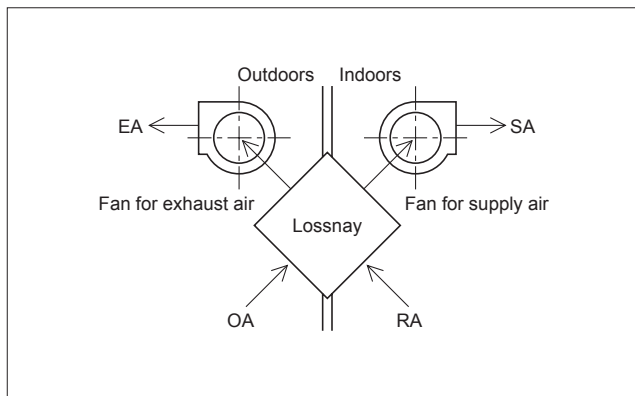 Outdoors Indoors
EA SA
Fan for exhaust air Fan for supply air
Lossnay
OA RA